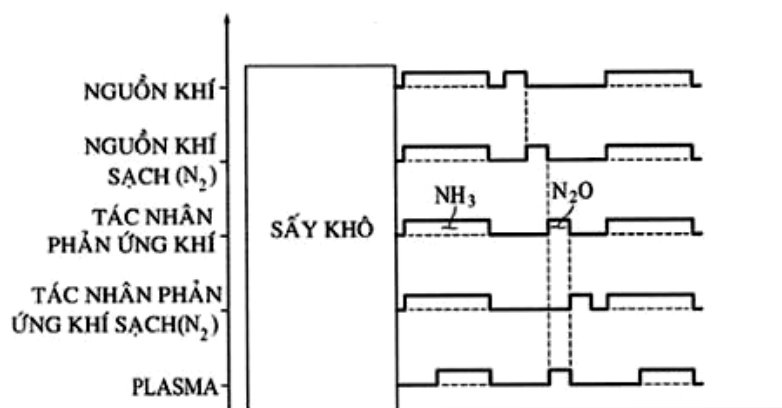 NGUỒN KHÍ
NGUỒN KHÍ
SẠCH (N₂)
NH₃
N₂O
TÁC NHÂN
PHẢN ỨNG KHÍ
SẤY KHÔ
TÁC NHÂN PHẢN
ỨNG KHÍ SẠCH(N₂)
PLASMA